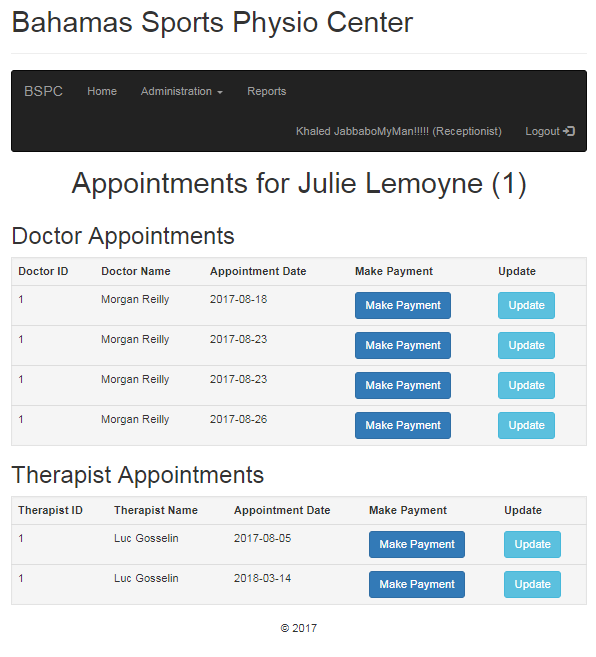 Bahamas Sports Physio Center
BSPC Home Administration Reports
Khaled JabbaboMyMan!!!!! (Receptionist) Logout
Appointments for Julie Lemoyne (1)
Doctor Appointments
Doctor ID Doctor Name Appointment Date Make Payment Update
1 Morgan Reilly 2017-08-18 Make Payment Update
1 Morgan Reilly 2017-08-23 Make Payment Update
1 Morgan Reilly 2017-08-23 Make Payment Update
1 Morgan Reilly 2017-08-26 Make Payment Update
Therapist Appointments
Therapist ID Therapist Name Appointment Date Make Payment Update
1 Luc Gosselin 2017-08-05 Make Payment Update
1 Luc Gosselin 2018-03-14 Make Payment Update
© 2017